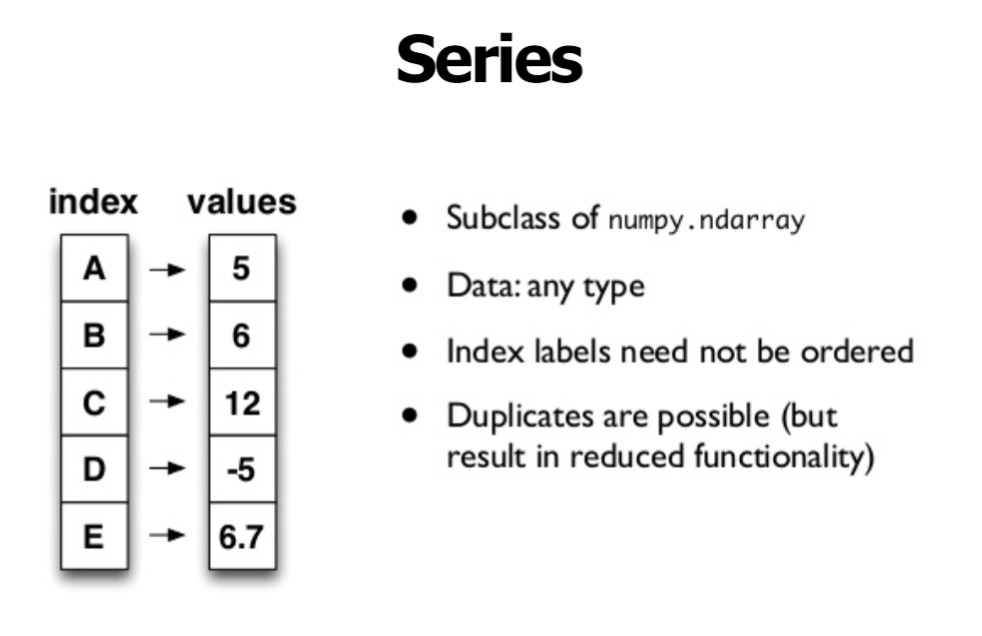 Series
index values
A 5
B 6
C 12
D -5
E 6.7
• Subclass of numpy.ndarray
• Data: any type
• Index labels need not be ordered
• Duplicates are possible (but
result in reduced functionality)